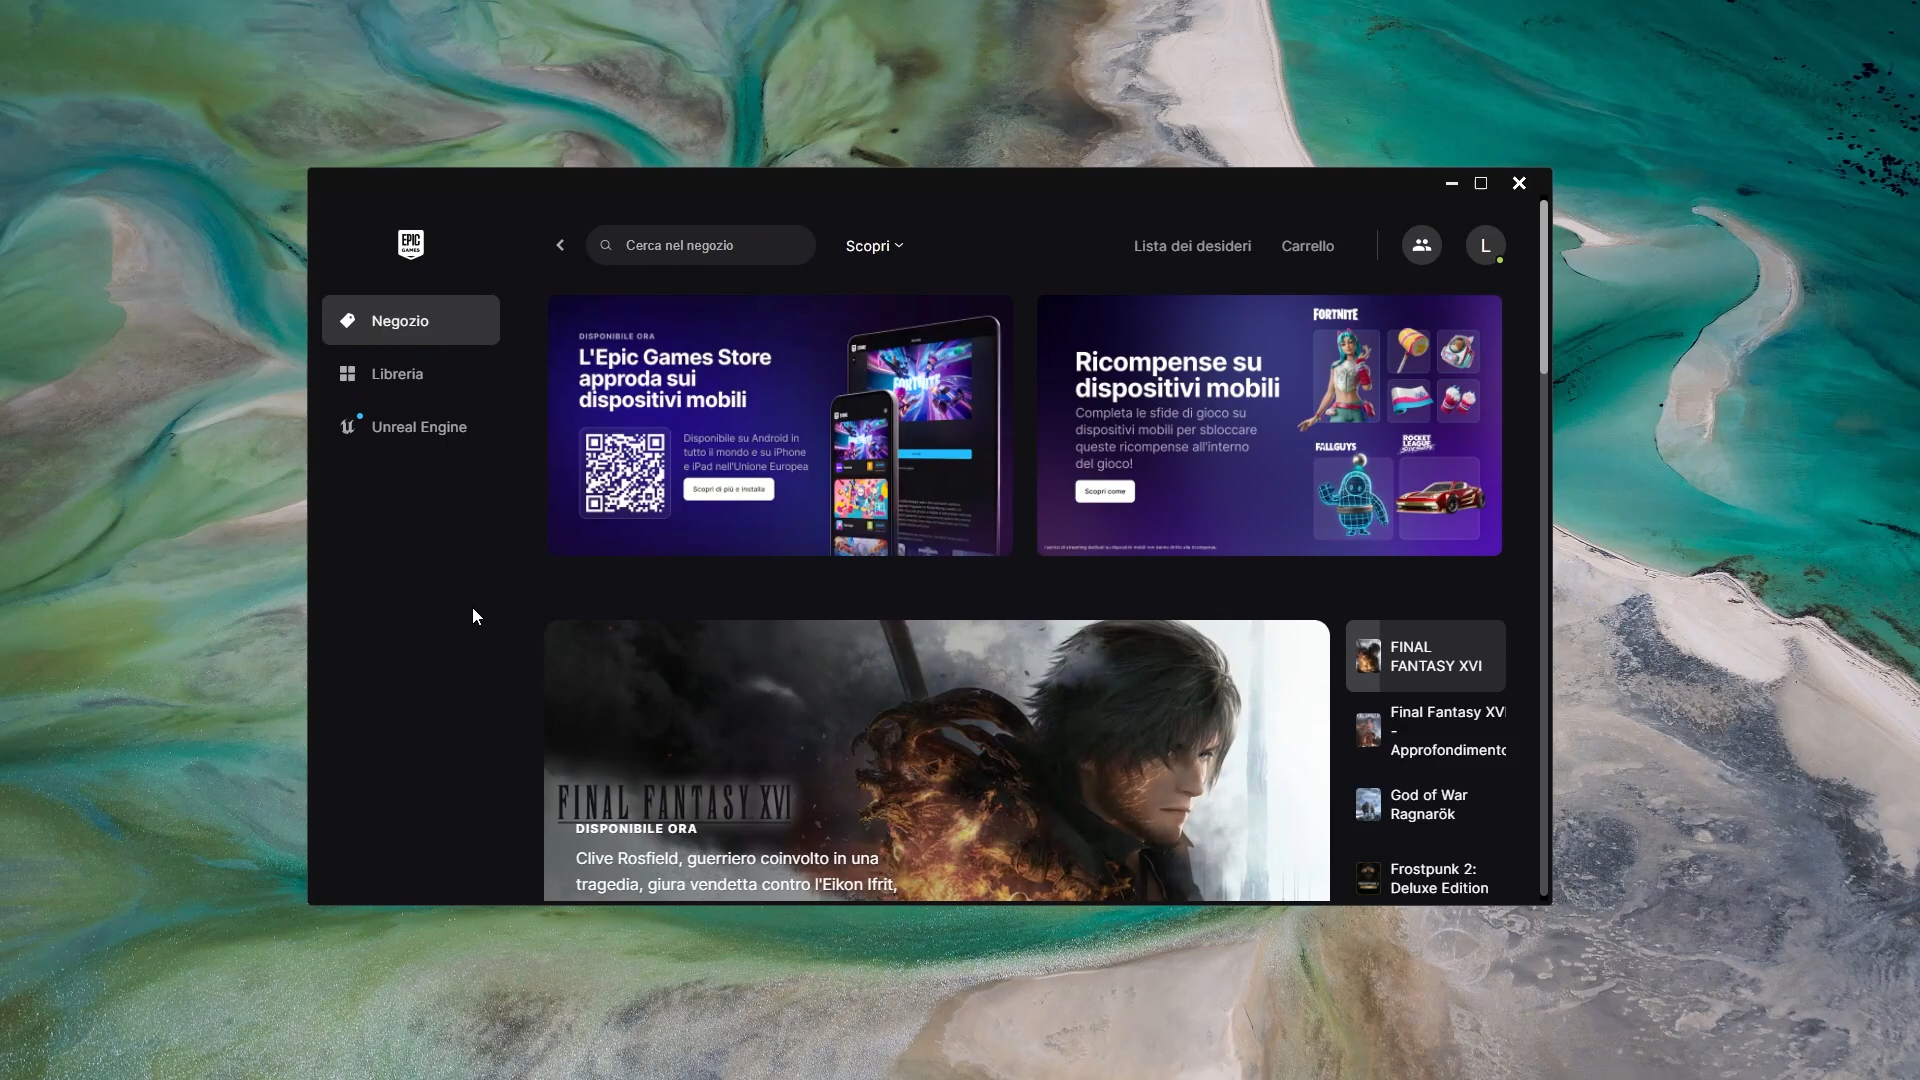 EPIC
GAMES
Cerca nel negozio
Scopri
Lista dei desideri
Carrello
L
Negozio
Libreria
Unreal Engine
DISPONIBILE ORA
L'Epic Games Store
approda sui
dispositivi mobili
Disponibile su Android in
tutto il mondo e su iPhone
e iPad nell'Unione Europea
Scopri di più e installa
FORTNITE
Ricompense su
dispositivi mobili
Completa le sfide di gioco su
dispositivi mobili per sbloccare
queste ricompense all'interno
del gioco!
Scopri come
FORTNITE
FALL GUYS
ROCKET
LEAGUE
SIDESWIPE
FINAL FANTASY XVI
DISPONIBILE ORA
Clive Rosfield, guerriero coinvolto in una
tragedia, giura vendetta contro l'Eikon Ifrit,
FINAL
FANTASY XVI
Final Fantasy XVI
-
Approfondimento
God of War
Ragnarök
Frostpunk 2:
Deluxe Edition